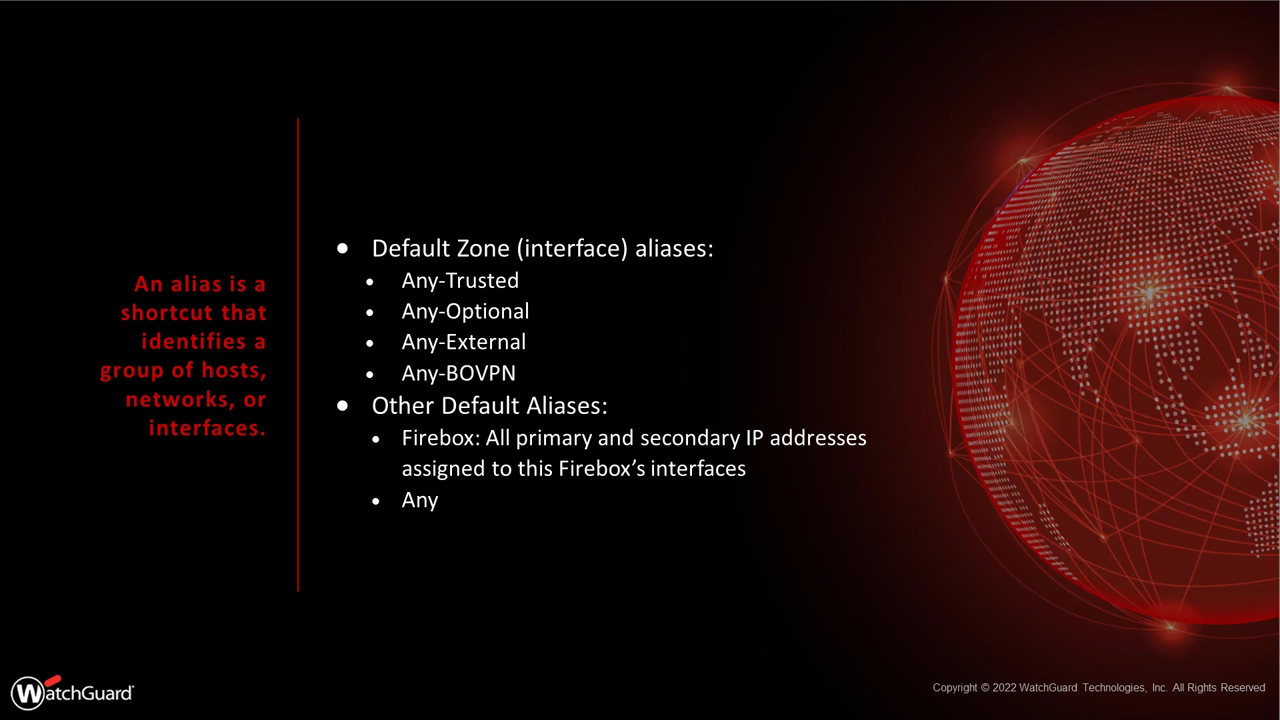 An alias is a
shortcut that
identifies a
group of hosts,
networks, or
interfaces.
• Default Zone (interface) aliases:
• Any-Trusted
• Any-Optional
• Any-External
• Any-BOVPN
• Other Default Aliases:
• Firebox: All primary and secondary IP addresses
assigned to this Firebox’s interfaces
• Any
WatchGuard
Copyright © 2022 WatchGuard Technologies, Inc. All Rights Reserved